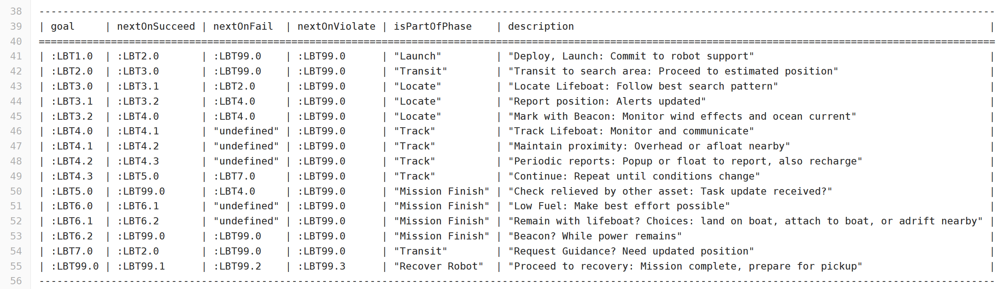 38 ---------------------------------------------------------------------------------------------------------------------------------------------------------------
39 | goal     | nextOnSucceed | nextOnFail  | nextOnViolate | isPartOfPhase    | description                                                                     |
40 ===============================================================================================================================================================
41 | :LBT1.0  | :LBT2.0       | :LBT99.0    | :LBT99.0      | "Launch"         | "Deploy, Launch: Commit to robot support"                                       |
42 | :LBT2.0  | :LBT3.0       | :LBT99.0    | :LBT99.0      | "Transit"        | "Transit to search area: Proceed to estimated position"                         |
43 | :LBT3.0  | :LBT3.1       | :LBT2.0     | :LBT99.0      | "Locate"         | "Locate Lifeboat: Follow best search pattern"                                   |
44 | :LBT3.1  | :LBT3.2       | :LBT4.0     | :LBT99.0      | "Locate"         | "Report position: Alerts updated"                                               |
45 | :LBT3.2  | :LBT4.0       | :LBT4.0     | :LBT99.0      | "Locate"         | "Mark with Beacon: Monitor wind effects and ocean current"                      |
46 | :LBT4.0  | :LBT4.1       | "undefined" | :LBT99.0      | "Track"          | "Track Lifeboat: Monitor and communicate"                                       |
47 | :LBT4.1  | :LBT4.2       | "undefined" | :LBT99.0      | "Track"          | "Maintain proximity: Overhead or afloat nearby"                                 |
48 | :LBT4.2  | :LBT4.3       | "undefined" | :LBT99.0      | "Track"          | "Periodic reports: Popup or float to report, also recharge"                     |
49 | :LBT4.3  | :LBT5.0       | :LBT7.0     | :LBT99.0      | "Track"          | "Continue: Repeat until conditions change"                                      |
50 | :LBT5.0  | :LBT99.0      | :LBT4.0     | :LBT99.0      | "Mission Finish" | "Check relieved by other asset: Task update received?"                          |
51 | :LBT6.0  | :LBT6.1       | "undefined" | :LBT99.0      | "Mission Finish" | "Low Fuel: Make best effort possible"                                           |
52 | :LBT6.1  | :LBT6.2       | "undefined" | :LBT99.0      | "Mission Finish" | "Remain with lifeboat? Choices: land on boat, attach to boat, or adrift nearby" |
53 | :LBT6.2  | :LBT99.0      | :LBT99.0    | :LBT99.0      | "Mission Finish" | "Beacon? While power remains"                                                   |
54 | :LBT7.0  | :LBT2.0       | :LBT99.0    | :LBT99.0      | "Transit"        | "Request Guidance? Need updated position"                                       |
55 | :LBT99.0 | :LBT99.1      | :LBT99.2    | :LBT99.3      | "Recover Robot"  | "Proceed to recovery: Mission complete, prepare for pickup"                     |
56 ---------------------------------------------------------------------------------------------------------------------------------------------------------------